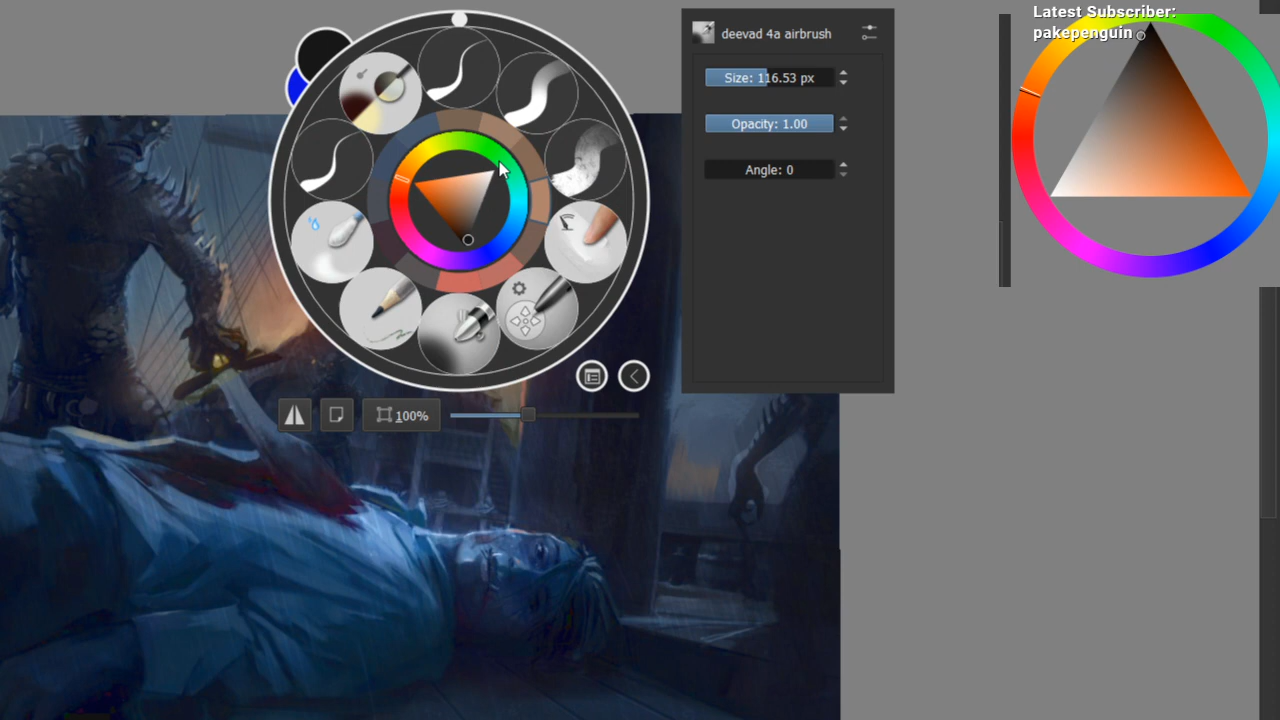 Latest Subscriber:
pakepenguin
deevad 4a airbrush
Size: 116.53 px
Opacity: 1.00
Angle: 0
100%